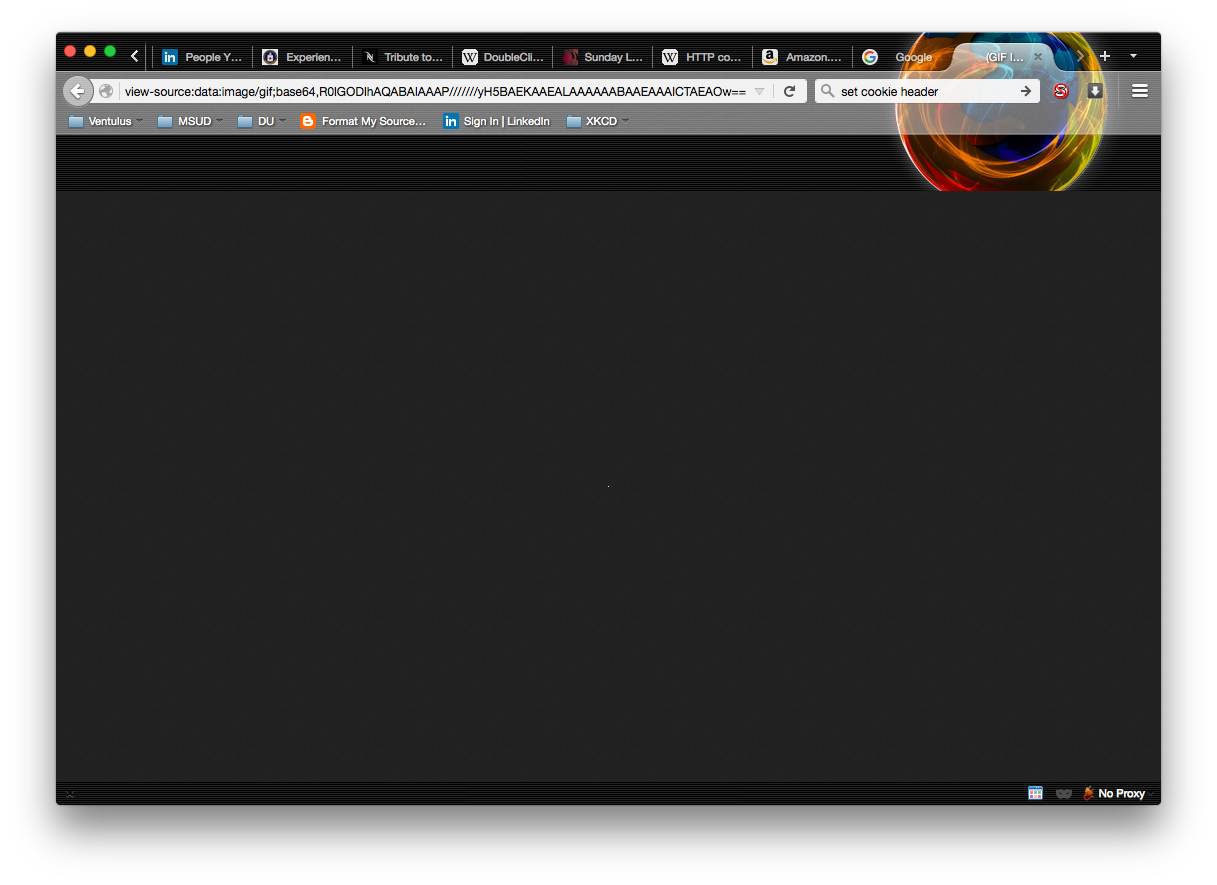 People Y... Experien... Tribute to... DoubleCli... Sunday L... HTTP co... Amazon.... Google (GIF I...
view-source:data:image/gif;base64,R0lGODlhAQABAIAAAP///////yH5BAEKAAEALAAAAAABAAEAAAICTAEAOw== set cookie header
Ventulus MSUD DU Format My Source... Sign In | LinkedIn XKCD
No Proxy